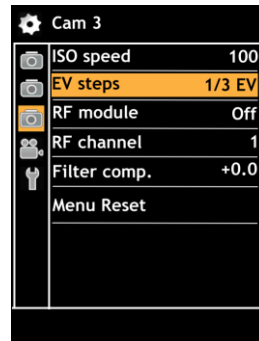 Cam 3
ISO speed 100
EV steps 1/3 EV
RF module Off
RF channel 1
Filter comp. +0.0
Menu Reset